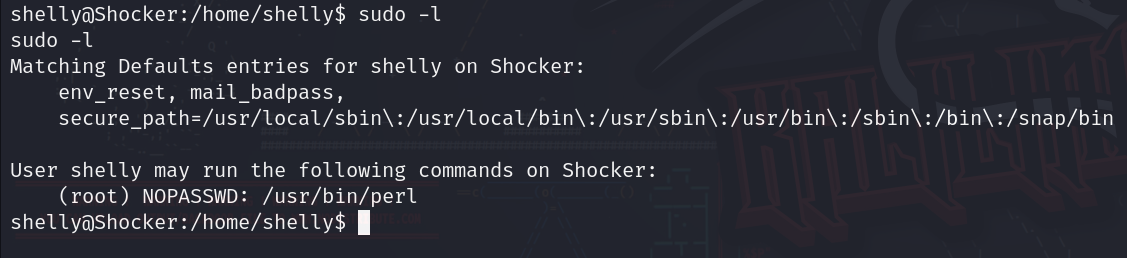 shelly@Shocker:/home/shelly$ sudo -l
sudo -l
Matching Defaults entries for shelly on Shocker:
    env_reset, mail_badpass,
    secure_path=/usr/local/sbin\:/usr/local/bin\:/usr/sbin\:/usr/bin\:/sbin\:/bin\:/snap/bin

User shelly may run the following commands on Shocker:
    (root) NOPASSWD: /usr/bin/perl
shelly@Shocker:/home/shelly$